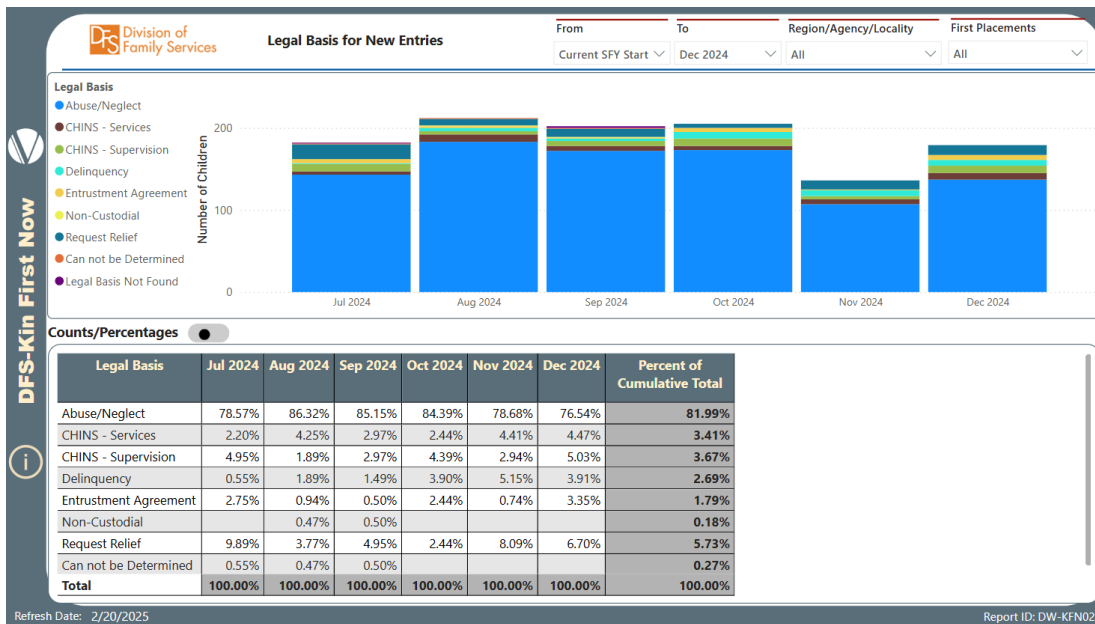 DFS Division of
Family Services
Legal Basis for New Entries
From
To
Region/Agency/Locality
First Placements
Current SFY Start
Dec 2024
All
All
Legal Basis
Abuse/Neglect
CHINS - Services
CHINS - Supervision
Delinquency
Entrustment Agreement
Non-Custodial
Request Relief
Can not be Determined
Legal Basis Not Found
Number of Children
200
100
0
Jul 2024
Aug 2024
Sep 2024
Oct 2024
Nov 2024
Dec 2024
DFS-Kin First Now
i
Counts/Percentages
Legal Basis Jul 2024 Aug 2024 Sep 2024 Oct 2024 Nov 2024 Dec 2024 Percent of
Cumulative Total
Abuse/Neglect 78.57% 86.32% 85.15% 84.39% 78.68% 76.54% 81.99%
CHINS - Services 2.20% 4.25% 2.97% 2.44% 4.41% 4.47% 3.41%
CHINS - Supervision 4.95% 1.89% 2.97% 4.39% 2.94% 5.03% 3.67%
Delinquency 0.55% 1.89% 1.49% 3.90% 5.15% 3.91% 2.69%
Entrustment Agreement 2.75% 0.94% 0.50% 2.44% 0.74% 3.35% 1.79%
Non-Custodial 0.47% 0.50% 0.18%
Request Relief 9.89% 3.77% 4.95% 2.44% 8.09% 6.70% 5.73%
Can not be Determined 0.55% 0.47% 0.50% 0.27%
Total 100.00% 100.00% 100.00% 100.00% 100.00% 100.00% 100.00%
Refresh Date: 2/20/2025
Report ID: DW-KFN02